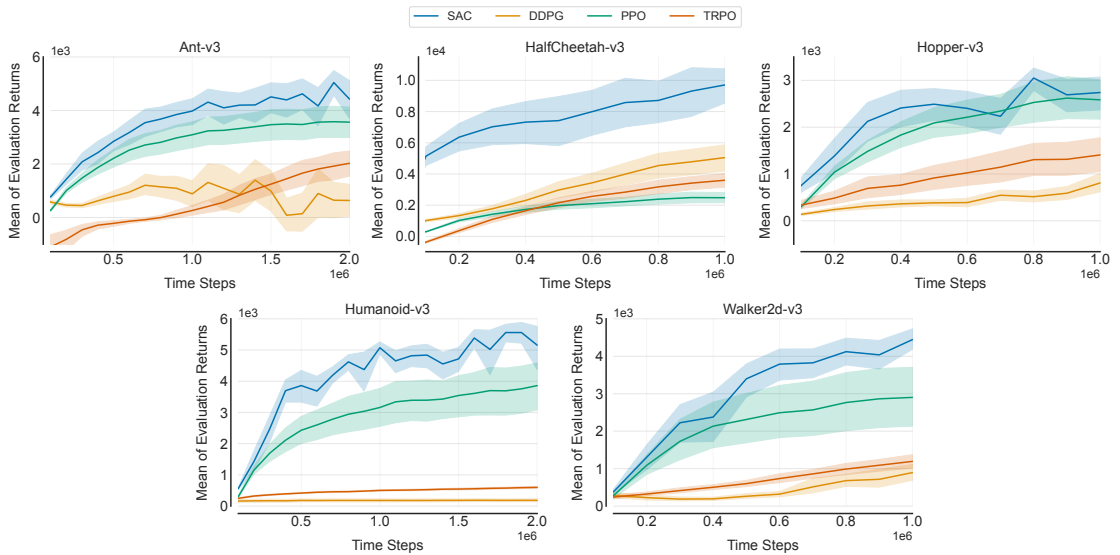 SAC DDPG PPO TRPO
Ant-v3
1e3
Mean of Evaluation Returns
6
4
2
0
0.5 1.0 1.5 2.0
1e6
Time Steps
HalfCheetah-v3
1e4
Mean of Evaluation Returns
1.0
0.8
0.6
0.4
0.2
0.0
0.2 0.4 0.6 0.8 1.0
1e6
Time Steps
Hopper-v3
1e3
Mean of Evaluation Returns
3
2
1
0
0.2 0.4 0.6 0.8 1.0
1e6
Time Steps
Humanoid-v3
1e3
Mean of Evaluation Returns
6
5
4
3
2
1
0
0.5 1.0 1.5 2.0
1e6
Time Steps
Walker2d-v3
1e3
Mean of Evaluation Returns
5
4
3
2
1
0
0.2 0.4 0.6 0.8 1.0
1e6
Time Steps